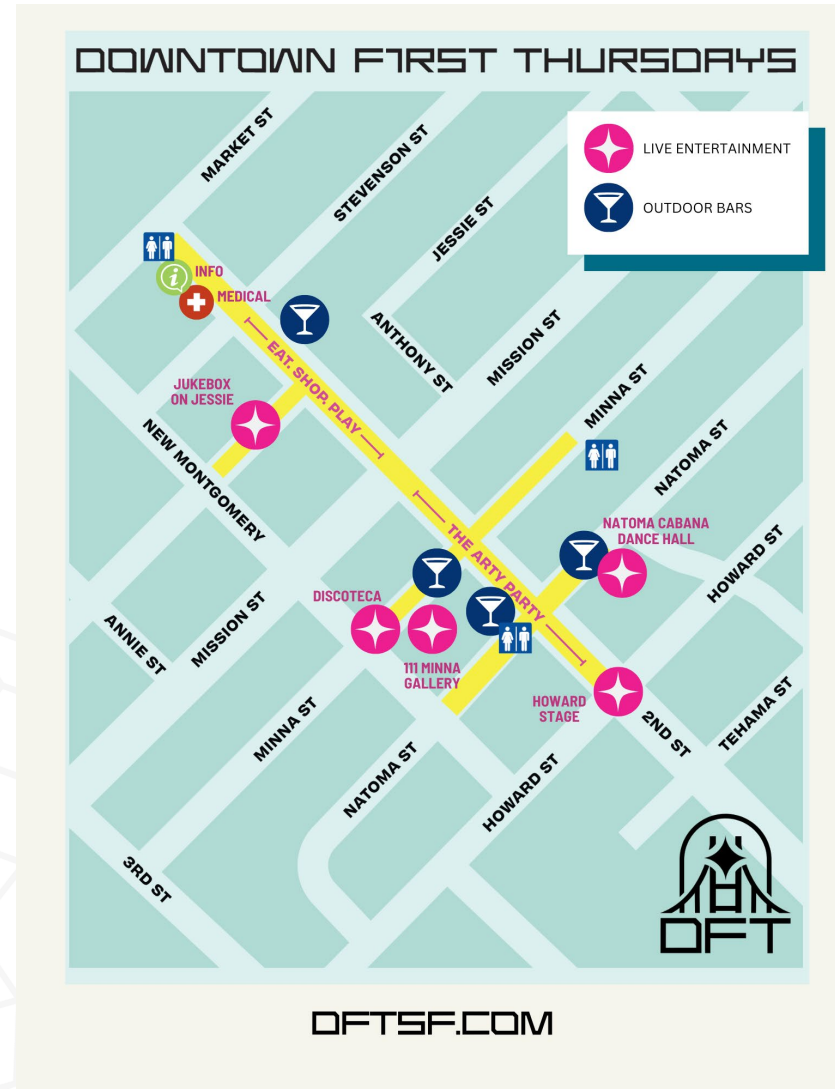 DOWNTOWN FIRST THURSDAYS
MARKET ST
STEVENSON ST
JESSIE ST
LIVE ENTERTAINMENT
OUTDOOR BARS
INFO
MEDICAL
ANTHONY ST
MISSION ST
EAT. SHOP. PLAY
JUKEBOX
ON JESSIE
MINNA ST
NEW MONTGOMERY
NATOMA ST
NATOMA CABANA
DANCE HALL
HOWARD ST
THE ARTY PARTY
DISCOTECA
ANNIE ST
MISSION ST
111 MINNA
GALLERY
HOWARD
STAGE
2ND ST
TEHAMA ST
MINNA ST
NATOMA ST
HOWARD ST
3RD ST
DFT
DFTSF.COM